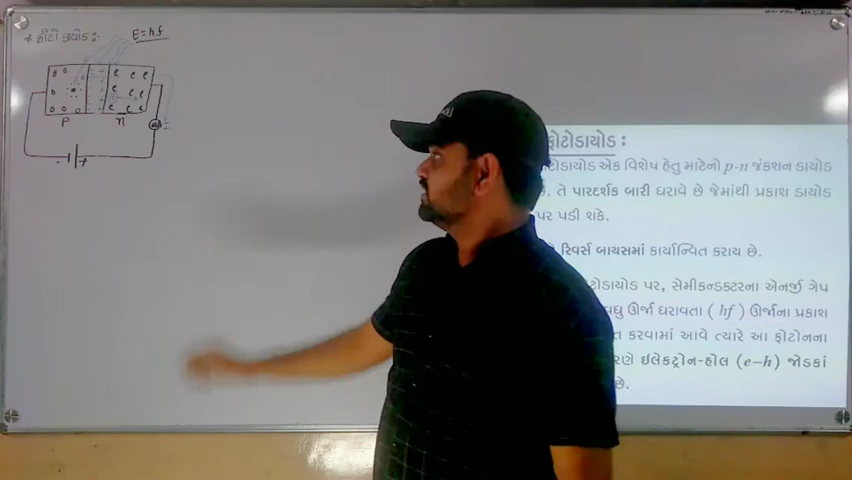 * ફોટો ડાયોડ :-
E = hf
P n
- +
ફોટોડાયોડ :
ફોટોડાયોડ એક વિશેષ હેતુ માટેનો p-n જંકશન ડાયોડ
છે. તે પારદર્શક બારી ધરાવે છે જેમાંથી પ્રકાશ ડાયોડ
પર પડી શકે.
રિવર્સ બાયસમાં કાર્યાન્વિત કરાય છે.
પર, સેમીકન્ડક્ટરના એનર્જી ગેપ
વધુ ઊર્જા ધરાવતા ( hf ) ઊર્જાના પ્રકાશ
કરવામાં આવે ત્યારે આ ફોટોનના
ઇલેક્ટ્રોન-હોલ (e–h) જોડકાં
છે.